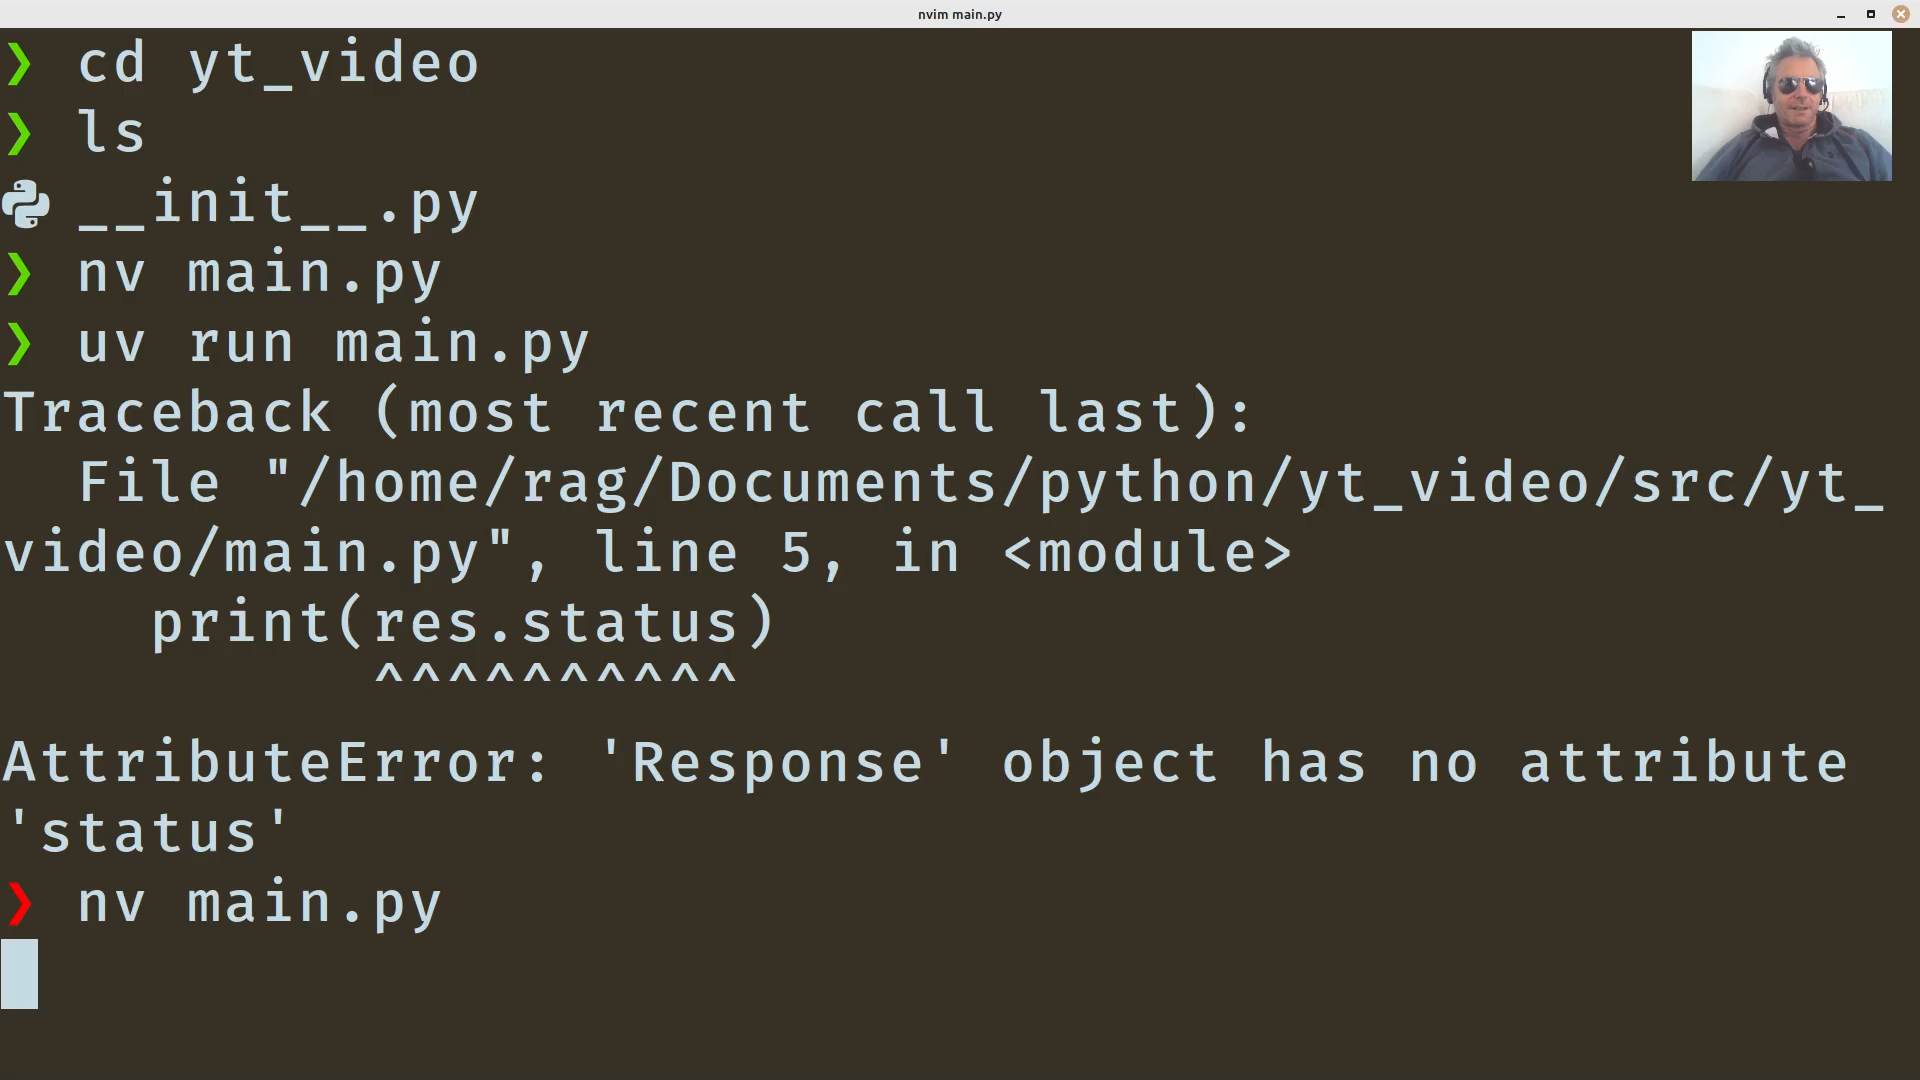 nvim main.py
❯ cd yt_video
❯ ls
__init__.py
❯ nv main.py
❯ uv run main.py
Traceback (most recent call last):
  File "/home/rag/Documents/python/yt_video/src/yt_
video/main.py", line 5, in <module>
    print(res.status)
          ^^^^^^^^^^
AttributeError: 'Response' object has no attribute
'status'
❯ nv main.py